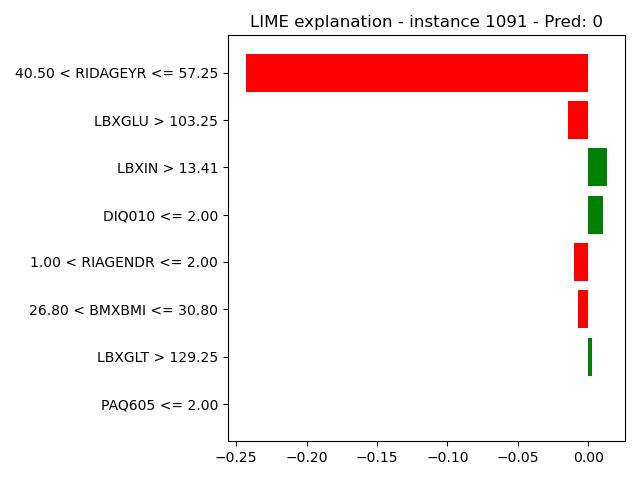 LIME explanation - instance 1091 - Pred: 0
40.50 < RIDAGEYR <= 57.25
LBXGLU > 103.25
LBXIN > 13.41
DIQ010 <= 2.00
1.00 < RIAGENDR <= 2.00
26.80 < BMXBMI <= 30.80
LBXGLT > 129.25
PAQ605 <= 2.00
−0.25 −0.20 −0.15 −0.10 −0.05 0.00